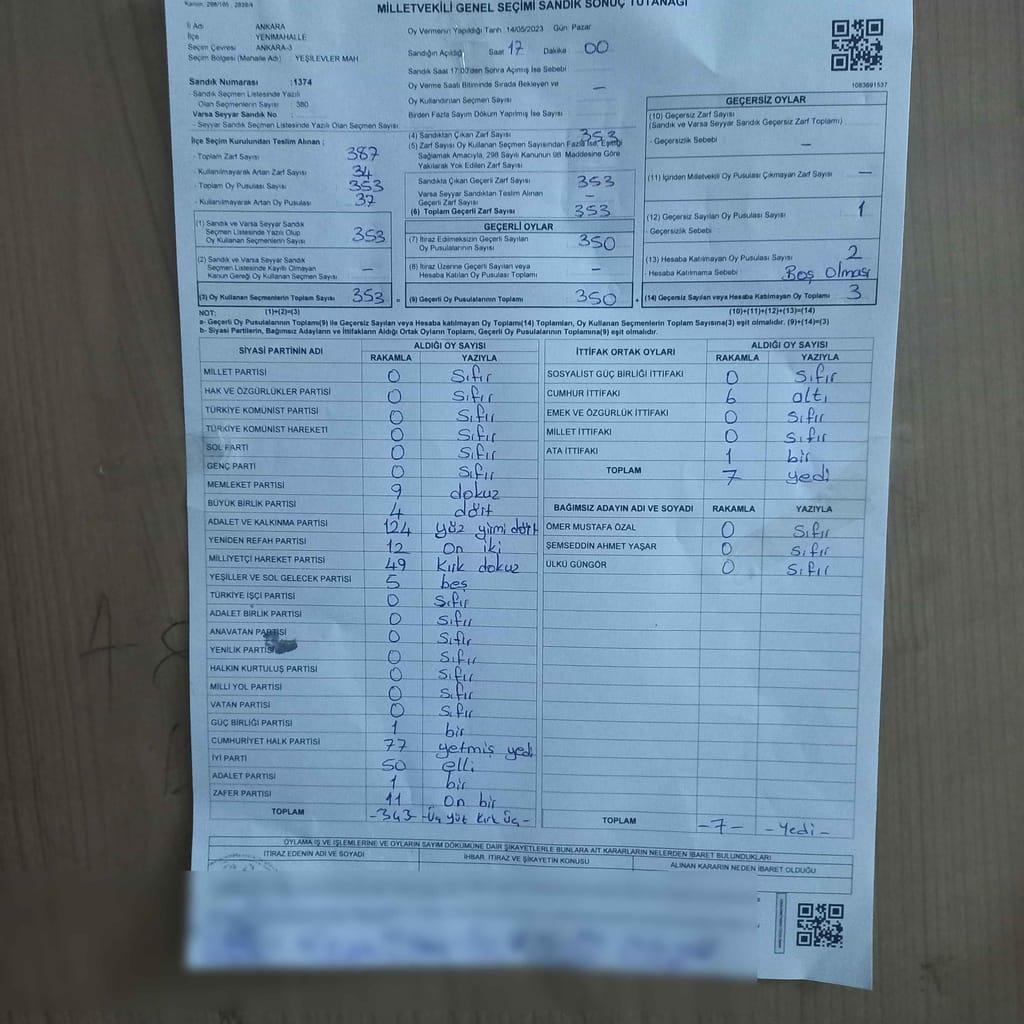 Kanun: 298/105 , 2839/4
MİLLETVEKİLİ GENEL SEÇİMİ SANDIK SONUÇ TUTANAĞI
İl Adı ANKARA
İlçe YENİMAHALLE
Seçim Çevresi ANKARA-3
Seçim Bölgesi (Mahalle Adı) YEŞİLEVLER MAH.
Oy Vermenin Yapıldığı Tarih 14/05/2023 Gün: Pazar
Sandığın Açıldığı Saat 17 Dakika 00
Sandık Saat 17:00'den Sonra Açımış İse Sebebi
Sandık Numarası :1374
Sandık Seçmen Listesinde Yazılı
Olan Seçmenlerin Sayısı : 380
Varsa Seyyar Sandık No :
- Seyyar Sandık Seçmen Listesinde Yazılı Olan Seçmen Sayısı
Oy Verme Saati Bitiminde Sırada Bekleyen ve
Oy Kullandırılan Seçmen Sayısı –
Birden Fazla Sayım Döküm Yapılmış İse Sayısı
1083691537
İlçe Seçim Kurulundan Teslim Alınan ;
- Toplam Zarf Sayısı 387
- Kullanılmayarak Artan Zarf Sayısı 34
- Toplam Oy Pusulası Sayısı 353
- Kullanılmayarak Artan Oy Pusulası 37
(4) Sandıktan Çıkan Zarf Sayısı 353
(5) Zarf Sayısı Oy Kullanan Seçmen Sayısından Fazla İse, Eşitliği
Sağlamak Amacıyla, 298 Sayılı Kanunun 98. Maddesine Göre
Yakılarak Yok Edilen Zarf Sayısı
Sandıkta Çıkan Geçerli Zarf Sayısı 353
Varsa Seyyar Sandıktan Teslim Alınan
Geçerli Zarf Sayısı –
(6) Toplam Geçerli Zarf Sayısı 353
GEÇERSİZ OYLAR
(10) Geçersiz Zarf Sayısı
(Sandık ve Varsa Seyyar Sandık Geçersiz Zarf Toplamı)
- Geçersizlik Sebebi –
(11) İçinden Milletvekili Oy Pusulası Çıkmayan Zarf Sayısı –
(12) Geçersiz Sayılan Oy Pusulası Sayısı 1
- Geçersizlik Sebebi
(13) Hesaba Katılmayan Oy Pusulası Sayısı 2
- Hesaba Katılmama Sebebi Boş Olması
(14) Geçersiz Sayılan veya Hesaba Katılmayan Oy Toplamı 3
(1) Sandık ve Varsa Seyyar Sandık
Seçmen Listesinde Yazılı Olup
Oy Kullanan Seçmenlerin Sayısı 353
(2) Sandık ve Varsa Seyyar Sandık
Seçmen Listesinde Kayıtlı Olmayan
Kanun Gereği Oy Kullanan Seçmen Sayısı –
(3) Oy Kullanan Seçmenlerin Toplam Sayısı 353 =
GEÇERLİ OYLAR
(7) İtiraz Edilmeksizin Geçerli Sayılan
Oy Pusulalarının Sayısı 350
(8) İtiraz Üzerine Geçerli Sayılan veya
Hesaba Katılan Oy Pusulası Toplamı –
(9) Geçerli Oy Pusulalarının Toplamı 350 +
NOT: (1)+(2)=(3) (10)+(11)+(12)+(13)=(14)
a- Geçerli Oy Pusulalarının Toplamı(9) ile Geçersiz Sayılan veya Hesaba katılmayan Oy Toplamı(14) Toplamları, Oy Kullanan Seçmenlerin Toplam Sayısına(3) eşit olmalıdır. (9)+(14)=(3)
b- Siyasi Partilerin, Bağımsız Adayların ve İttifakların Aldığı Oy Ortak Oyların Toplamı, Geçerli Oy Pusulalarının Toplamına(9) eşit olmalıdır.
SİYASİ PARTİNİN ADI ALDIĞI OY SAYISI
RAKAMLA YAZIYLA
MİLLET PARTİSİ 0 Sıfır
HAK VE ÖZGÜRLÜKLER PARTİSİ 0 Sıfır
TÜRKİYE KOMÜNİST PARTİSİ 0 Sıfır
TÜRKİYE KOMÜNİST HAREKETİ 0 Sıfır
SOL PARTİ 0 Sıfır
GENÇ PARTİ 0 Sıfır
MEMLEKET PARTİSİ 9 dokuz
BÜYÜK BİRLİK PARTİSİ 4 dört
ADALET VE KALKINMA PARTİSİ 124 yüz yirmi dört
YENİDEN REFAH PARTİSİ 12 On iki
MİLLİYETÇİ HAREKET PARTİSİ 49 Kırk dokuz
YEŞİLLER VE SOL GELECEK PARTİSİ 5 beş
TÜRKİYE İŞÇİ PARTİSİ 0 Sıfır
ADALET BİRLİK PARTİSİ 0 Sıfır
ANAVATAN PARTİSİ 0 Sıfır
YENİLİK PARTİSİ 0 Sıfır
HALKIN KURTULUŞ PARTİSİ 0 Sıfır
MİLLİ YOL PARTİSİ 0 Sıfır
VATAN PARTİSİ 0 Sıfır
GÜÇ BİRLİĞİ PARTİSİ 1 bir
CUMHURİYET HALK PARTİSİ 77 yetmiş yedi
İYİ PARTİ 50 elli
ADALET PARTİSİ 1 bir
ZAFER PARTİSİ 11 On bir
TOPLAM -343- -Üç yüz kırk üç-
İTTİFAK ORTAK OYLARI ALDIĞI OY SAYISI
RAKAMLA YAZIYLA
SOSYALİST GÜÇ BİRLİĞİ İTTİFAKI 0 Sıfır
CUMHUR İTTİFAKI 6 altı
EMEK VE ÖZGÜRLÜK İTTİFAKI 0 Sıfır
MİLLET İTTİFAKI 0 Sıfır
ATA İTTİFAKI 1 bir
TOPLAM 7 yedi
BAĞIMSIZ ADAYIN ADI VE SOYADI RAKAMLA YAZIYLA
ÖMER MUSTAFA ÖZAL 0 Sıfır
ŞEMSEDDİN AHMET YAŞAR 0 Sıfır
ÜLKÜ GÜNGÖR 0 Sıfır
TOPLAM -7- -Yedi-
OYLAMA İŞ VE İŞLEMLERİNE VE OYLARIN SAYIM DÖKÜMÜNE DAİR ŞİKAYETLERLE BUNLARA AİT KARARLARIN NELERDEN İBARET BULUNDUKLARI
İTİRAZ EDENİN ADI VE SOYADI İHBAR, İTİRAZ VE ŞİKAYETİN KONUSU ALINAN KARARIN NEDEN İBARET OLDUĞU